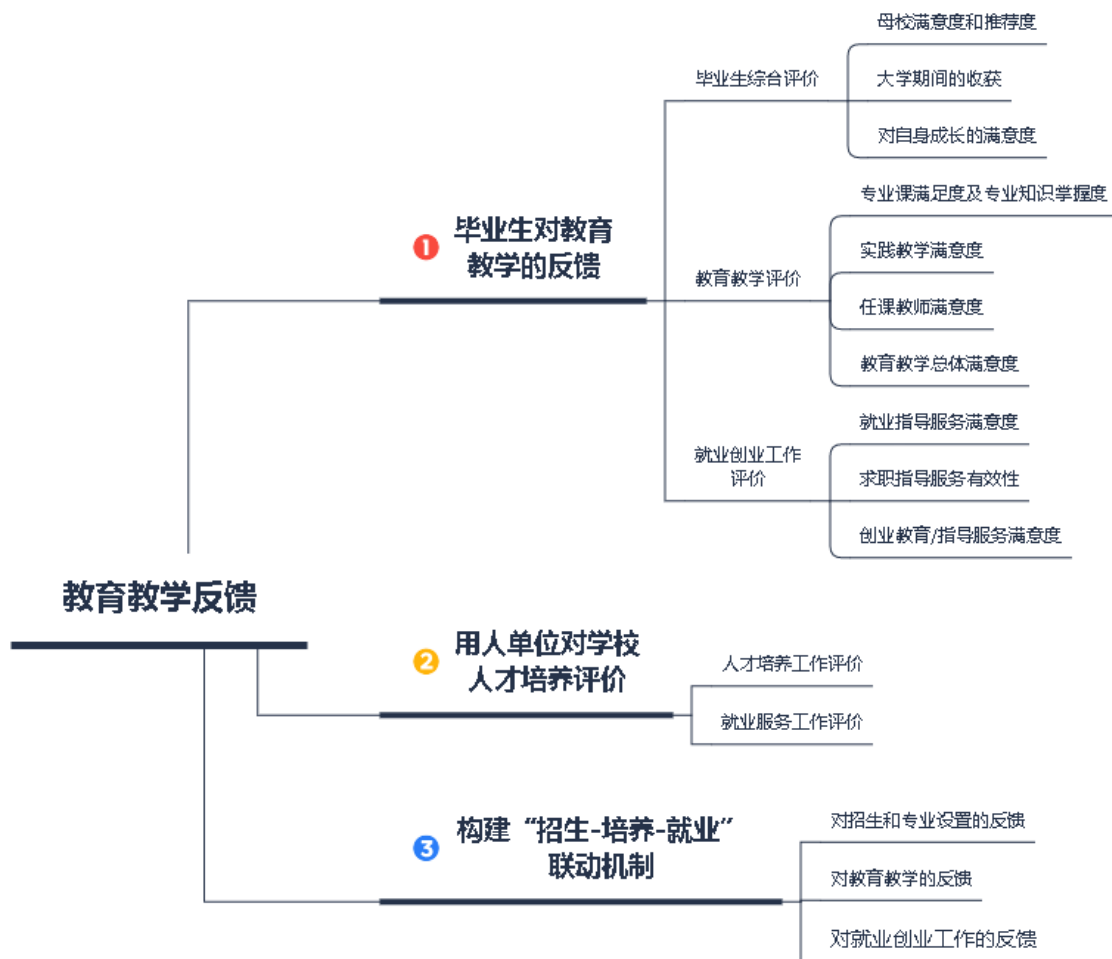 教育教学反馈
1
毕业生对教育
教学的反馈
毕业生综合评价
母校满意度和推荐度
大学期间的收获
对自身成长的满意度
教育教学评价
专业课满足度及专业知识掌握度
实践教学满意度
任课教师满意度
教育教学总体满意度
就业创业工作
评价
就业指导服务满意度
求职指导服务有效性
创业教育/指导服务满意度
2
用人单位对学校
人才培养评价
人才培养工作评价
就业服务工作评价
3
构建“招生-培养-就业”
联动机制
对招生和专业设置的反馈
对教育教学的反馈
对就业创业工作的反馈